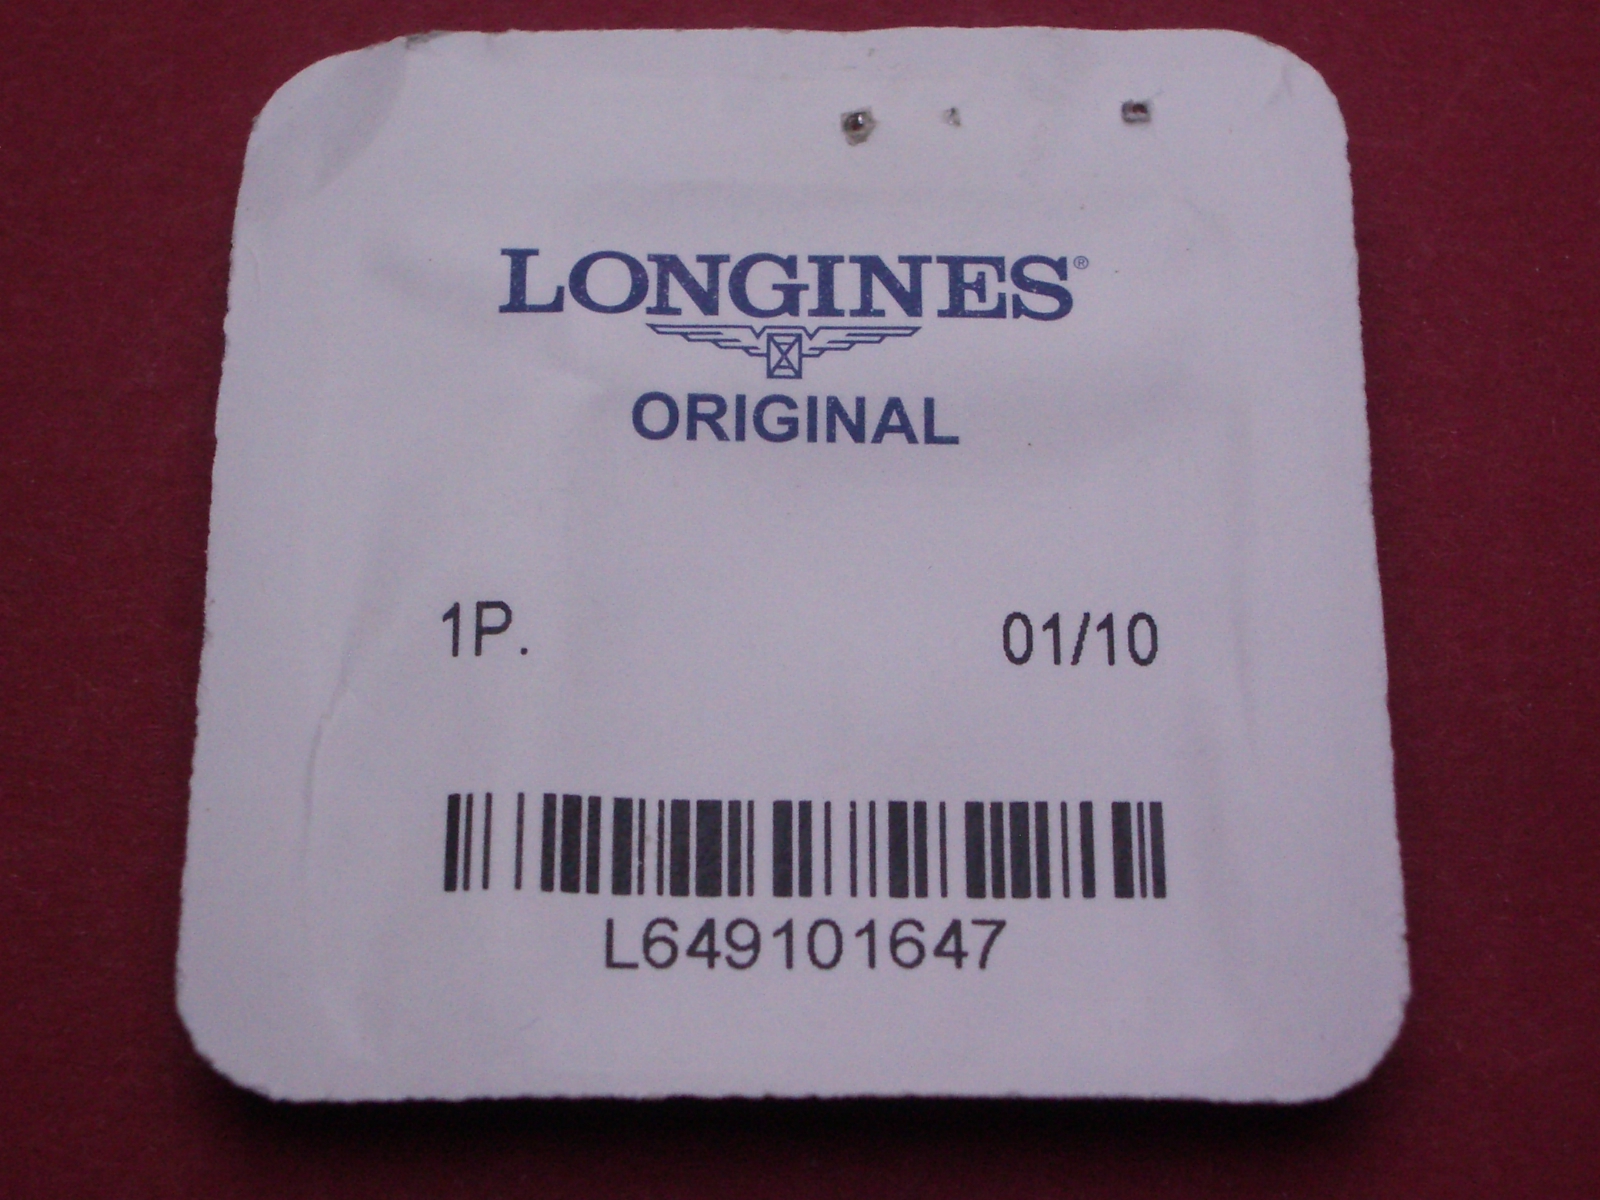 LONGINES®
ORIGINAL
1P. 01/10
L649101647